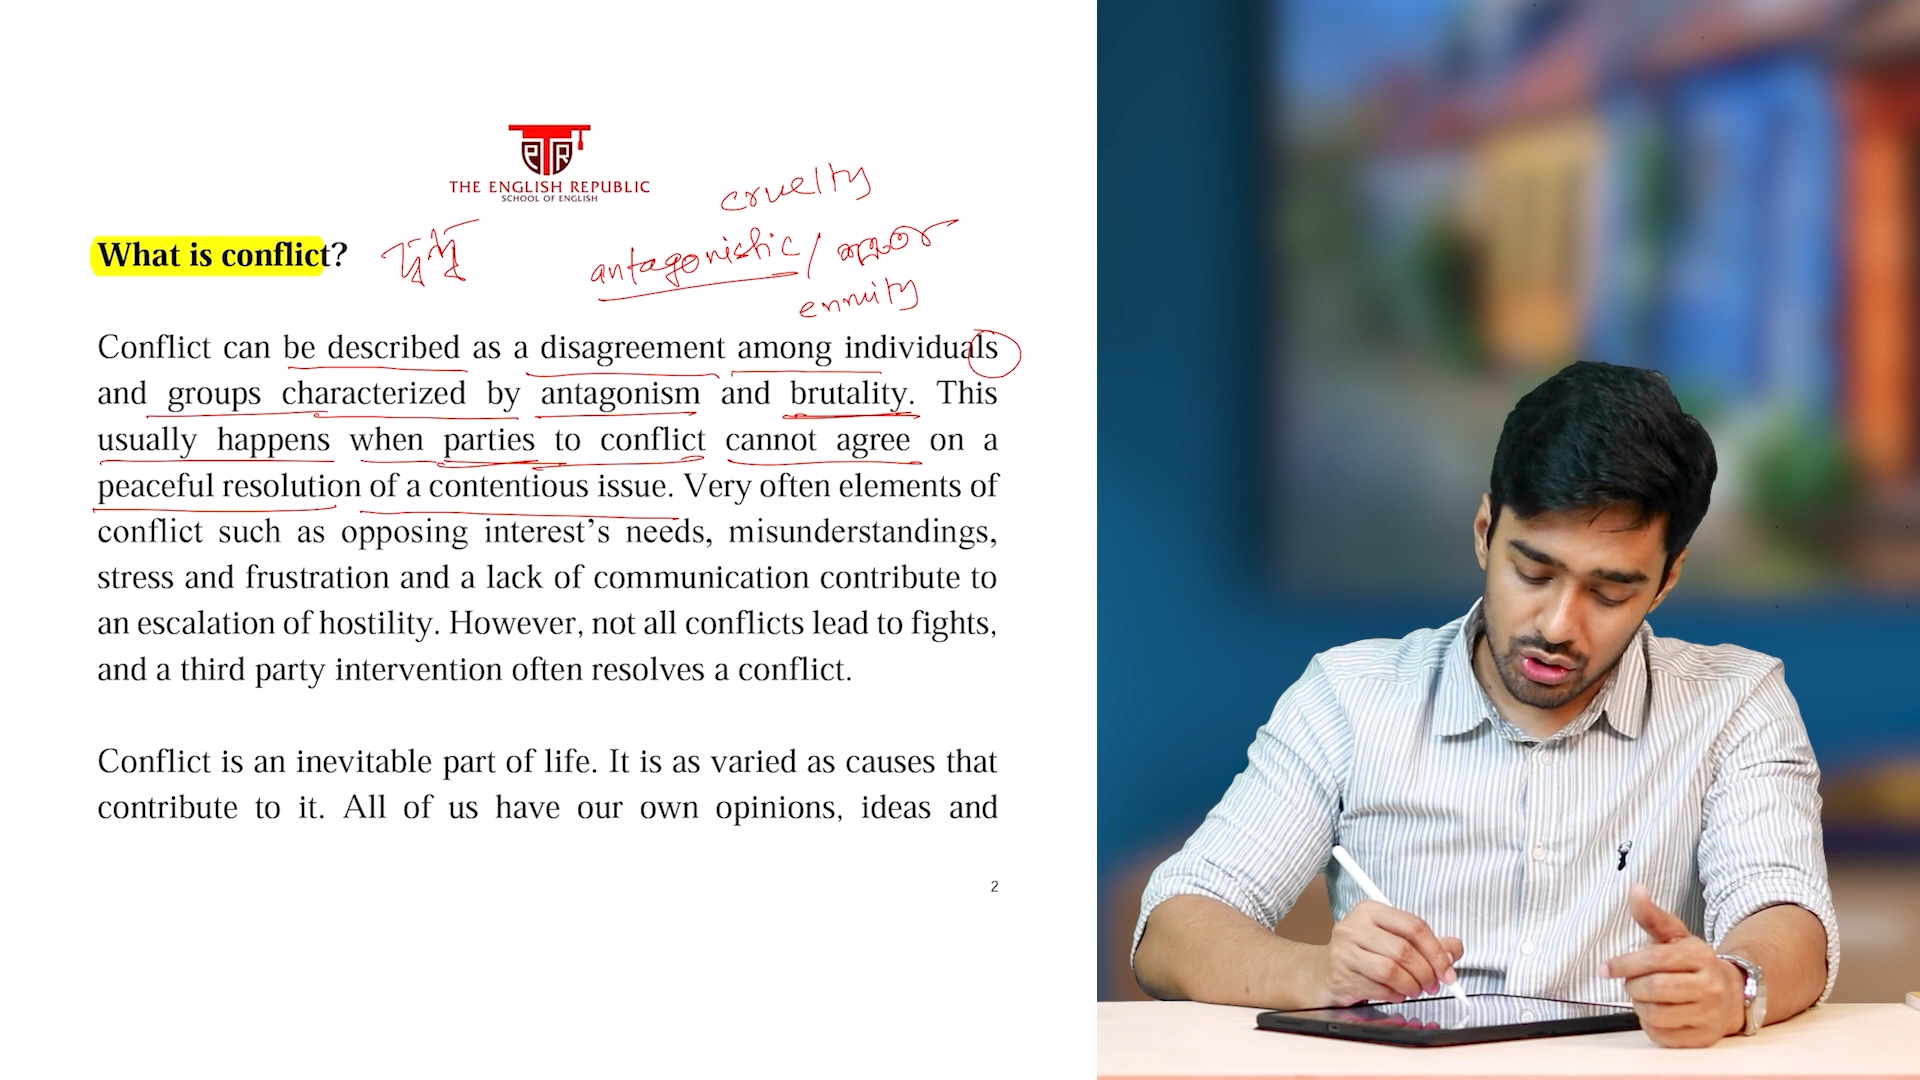 PTR
THE ENGLISH REPUBLIC
SCHOOL OF ENGLISH
cruelty
What is conflict? দ্বন্দ্ব antagonistic /
enmity
Conflict can be described as a disagreement among individuals
and groups characterized by antagonism and brutality. This
usually happens when parties to conflict cannot agree on a
peaceful resolution of a contentious issue. Very often elements of
conflict such as opposing interest’s needs, misunderstandings,
stress and frustration and a lack of communication contribute to
an escalation of hostility. However, not all conflicts lead to fights,
and a third party intervention often resolves a conflict.
Conflict is an inevitable part of life. It is as varied as causes that
contribute to it. All of us have our own opinions, ideas and
2